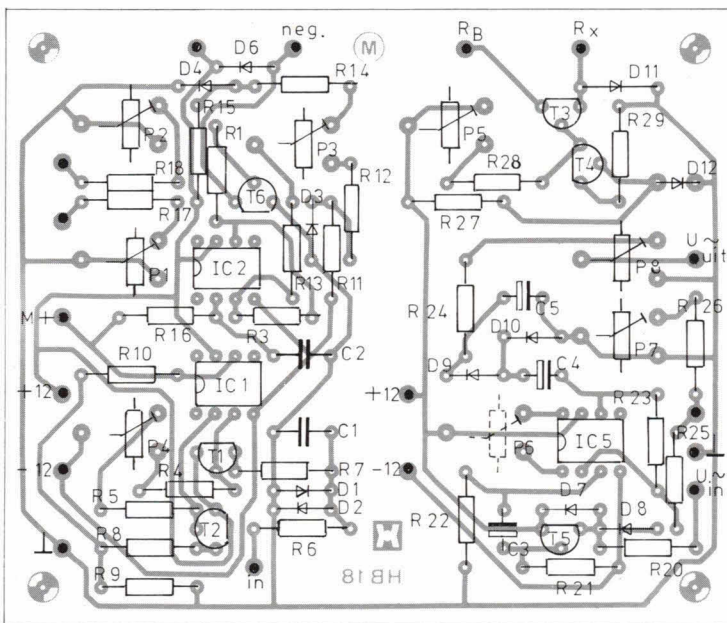 neg. M RB Rx
D6
D4 R14 D11
R15 R1 P2 P3 P5 T3 R29
R18 R12 R28 T4 D12
R17 T6 D3 R27
P1 IC2 R13 R11 P8 U~ uit
M+ R16 R3 R24 C5 R26
R10 C2 D10 P7
D9 C4
+12 IC1 +12 R23
P4 C1 P6 IC5 R25
-12 T1 R7 -12 U~ in
R4 D1
R5 D2 R22 D7 D8
R8 T2 R6 C3 T5
R9 in HB18 R21 R20